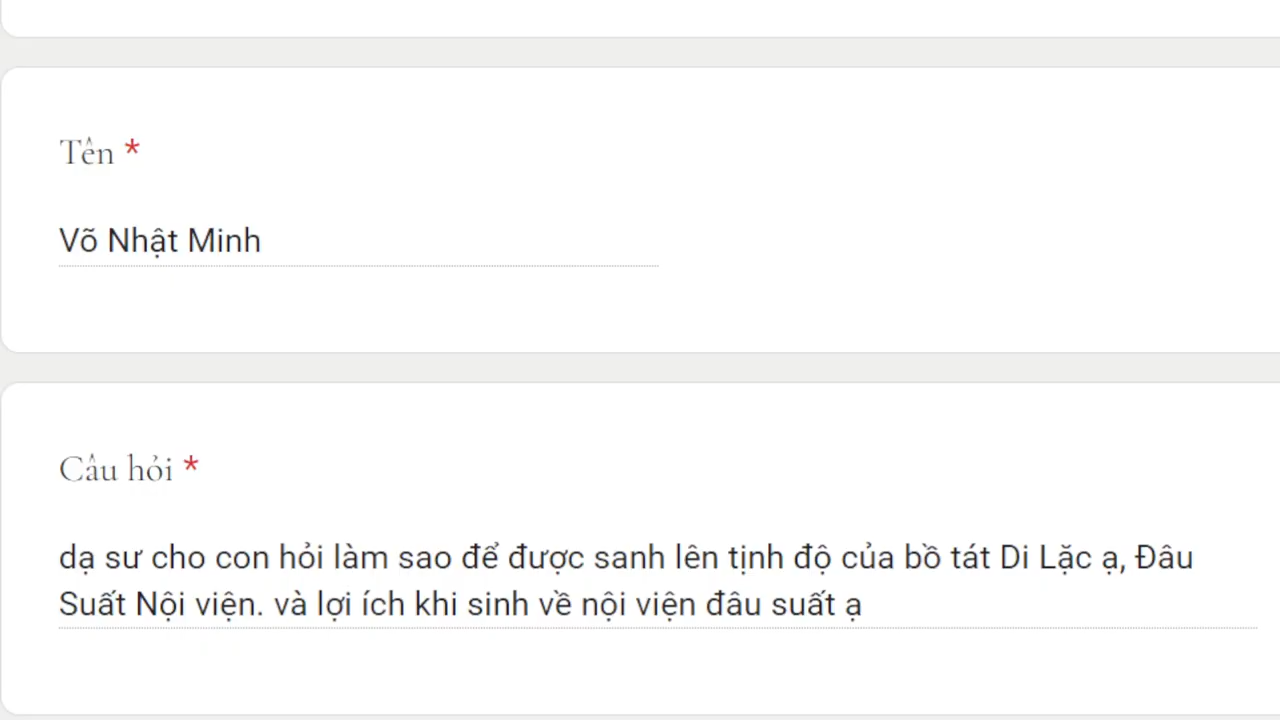 Tên *
Võ Nhật Minh
Câu hỏi *
dạ sư cho con hỏi làm sao để được sanh lên tịnh độ của bồ tát Di Lặc ạ, Đâu
Suất Nội viện. và lợi ích khi sinh về nội viện đâu suất ạ